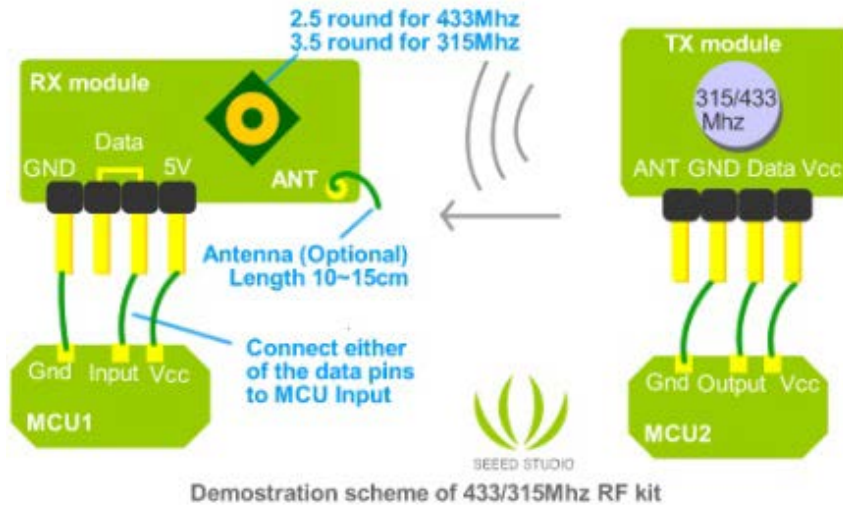 2.5 round for 433Mhz
3.5 round for 315Mhz
RX module
Data
GND
5V
ANT
Antenna (Optional)
Length 10~15cm
Connect either
of the data pins
to MCU Input
Gnd Input Vcc
MCU1
TX module
315/433
Mhz
ANT GND Data Vcc
Gnd Output Vcc
MCU2
SEEED STUDIO
Demostration scheme of 433/315Mhz RF kit